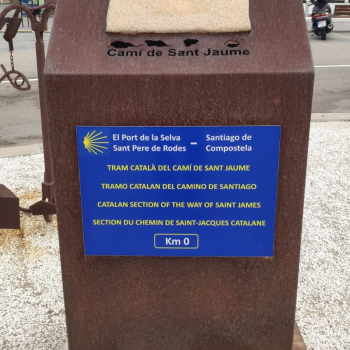 Camí de Sant Jaume
El Port de la Selva
Sant Pere de Rodes
-
Santiago de
Compostela
TRAM CATALÀ DEL CAMÍ DE SANT JAUME
TRAMO CATALAN DEL CAMINO DE SANTIAGO
CATALAN SECTION OF THE WAY OF SAINT JAMES
SECTION DU CHEMIN DE SAINT-JACQUES CATALANE
Km 0